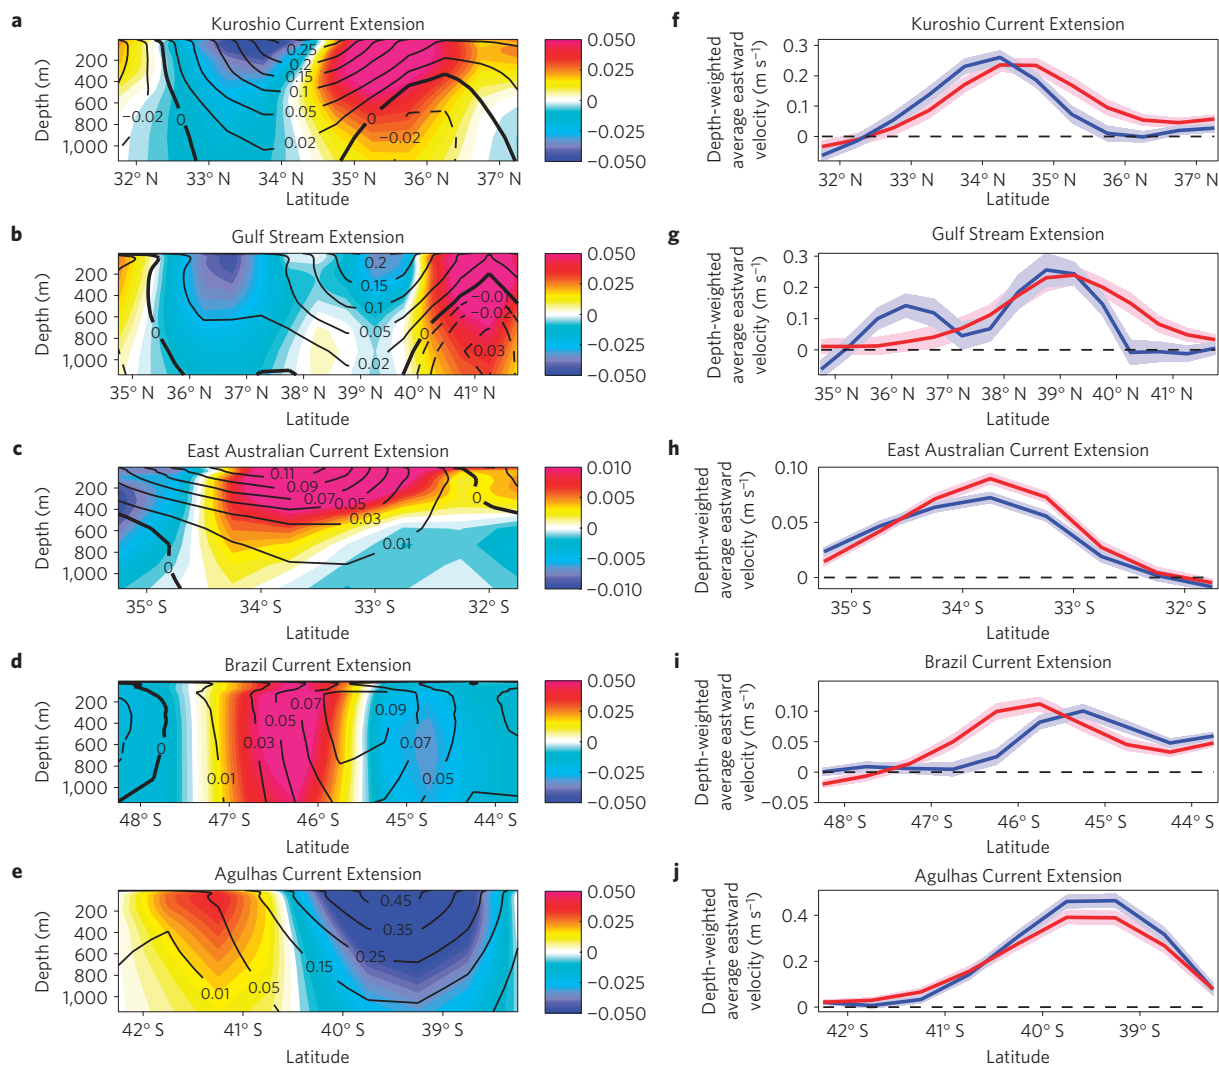 a
Kuroshio Current Extension
0.25
0.2
0.15
0.1
0.05
0.02
0
−0.02
0
−0.02
200
400
600
800
1,000
Depth (m)
32° N 33° N 34° N 35° N 36° N 37° N
Latitude
0.050
0.025
0
−0.025
−0.050
f
Kuroshio Current Extension
Depth-weighted
average eastward
velocity (m s⁻¹)
0.3
0.2
0.1
0
32° N 33° N 34° N 35° N 36° N 37° N
Latitude
b
Gulf Stream Extension
0.2
0.15
0.1
0.05
0.02
0
0
−0.01
−0.02
0.03
200
400
600
800
1,000
Depth (m)
35° N 36° N 37° N 38° N 39° N 40° N 41° N
Latitude
0.050
0.025
0
−0.025
−0.050
g
Gulf Stream Extension
Depth-weighted
average eastward
velocity (m s⁻¹)
0.3
0.2
0.1
0
35° N 36° N 37° N 38° N 39° N 40° N 41° N
Latitude
c
East Australian Current Extension
0.11
0.09
0.07
0.05
0.03
0.01
0
0
200
400
600
800
1,000
Depth (m)
35° S 34° S 33° S 32° S
Latitude
0.010
0.005
0
−0.005
−0.010
h
East Australian Current Extension
Depth-weighted
average eastward
velocity (m s⁻¹)
0.10
0.05
0
35° S 34° S 33° S 32° S
Latitude
d
Brazil Current Extension
0.07
0.05
0.03
0.01
0.09
0.07
0.05
0
200
400
600
800
1,000
Depth (m)
48° S 47° S 46° S 45° S 44° S
Latitude
0.050
0.025
0
−0.025
−0.050
i
Brazil Current Extension
Depth-weighted
average eastward
velocity (m s⁻¹)
0.10
0.05
0
−0.05
48° S 47° S 46° S 45° S 44° S
Latitude
e
Agulhas Current Extension
0.45
0.35
0.25
0.15
0.05
0.01
200
400
600
800
1,000
Depth (m)
42° S 41° S 40° S 39° S
Latitude
0.050
0.025
0
−0.025
−0.050
j
Agulhas Current Extension
Depth-weighted
average eastward
velocity (m s⁻¹)
0.4
0.2
0
42° S 41° S 40° S 39° S
Latitude